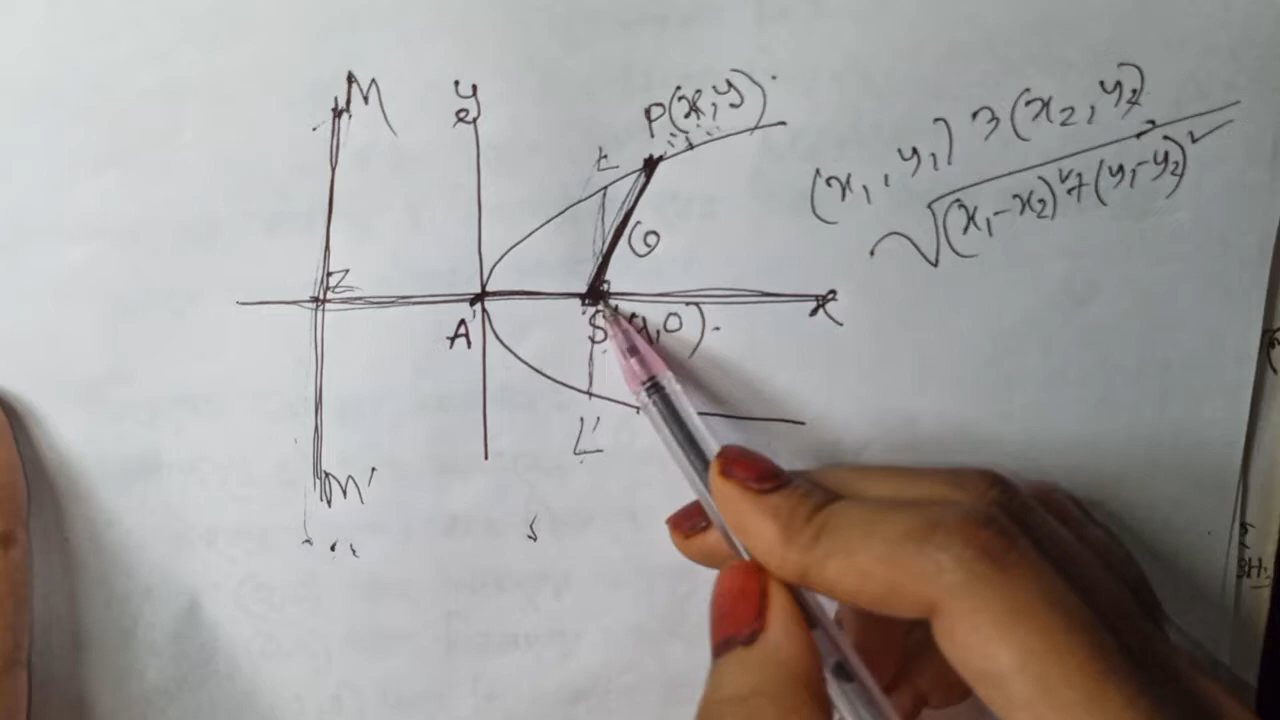 M
y
P(x,y)
(x₁, y₁) ও (x₂, y₂)
√(x₁-x₂)²+(y₁-y₂)²
Z
A
S
,0)
x
L'
M'